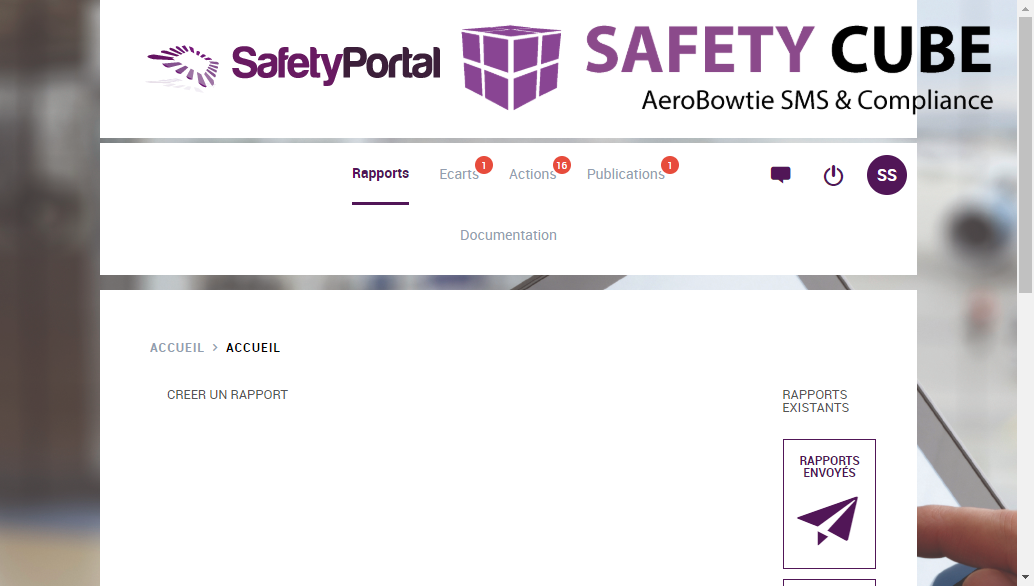 SafetyPortal
SAFETY CUBE
AeroBowtie SMS & Compliance
Rapports
Ecarts 1
Actions 16
Publications 1
SS
Documentation
ACCUEIL > ACCUEIL
CREER UN RAPPORT
RAPPORTS
EXISTANTS
RAPPORTS
ENVOYÉS